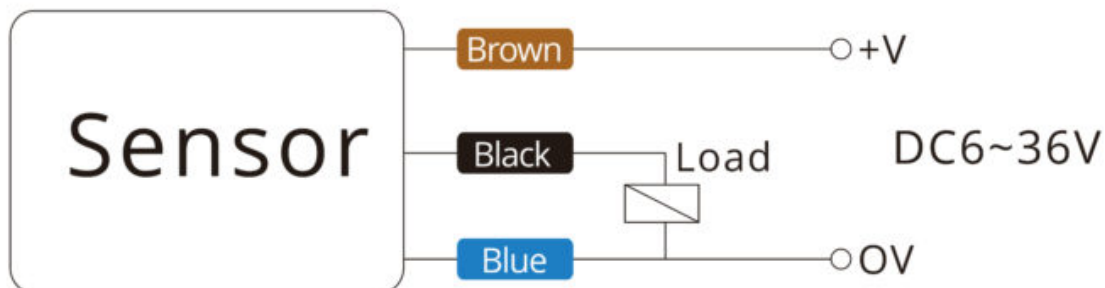 Brown
+V
Sensor
Black
Load
DC6~36V
Blue
OV